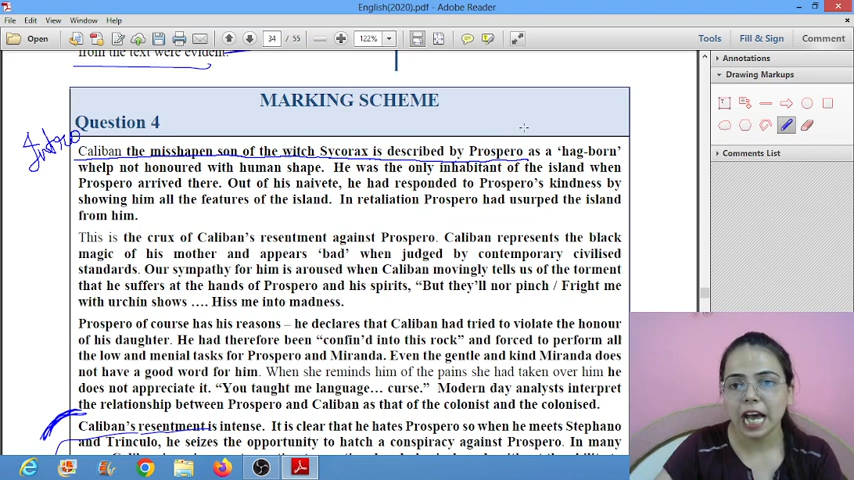 English(2020).pdf - Adobe Reader
File Edit View Window Help
Open 34 / 55 122% Tools Fill & Sign Comment
from the text were evident.
MARKING SCHEME
Question 4
Intro
Caliban the misshapen son of the witch Sycorax is described by Prospero as a ‘hag-born’
whelp not honoured with human shape. He was the only inhabitant of the island when
Prospero arrived there. Out of his naivete, he had responded to Prospero’s kindness by
showing him all the features of the island. In retaliation Prospero had usurped the island
from him.
This is the crux of Caliban’s resentment against Prospero. Caliban represents the black
magic of his mother and appears ‘bad’ when judged by contemporary civilised
standards. Our sympathy for him is aroused when Caliban movingly tells us of the torment
that he suffers at the hands of Prospero and his spirits, “But they’ll nor pinch / Fright me
with urchin shows …. Hiss me into madness.
Prospero of course has his reasons – he declares that Caliban had tried to violate the honour
of his daughter. He had therefore been “confin’d into this rock” and forced to perform all
the low and menial tasks for Prospero and Miranda. Even the gentle and kind Miranda does
not have a good word for him. When she reminds him of the pains she had taken over him he
does not appreciate it. “You taught me language… curse.” Modern day analysts interpret
the relationship between Prospero and Caliban as that of the colonist and the colonised.
Caliban’s resentment is intense. It is clear that he hates Prospero so when he meets Stephano
and Trinculo, he seizes the opportunity to hatch a conspiracy against Prospero. In many
Annotations
Drawing Markups
Comments List